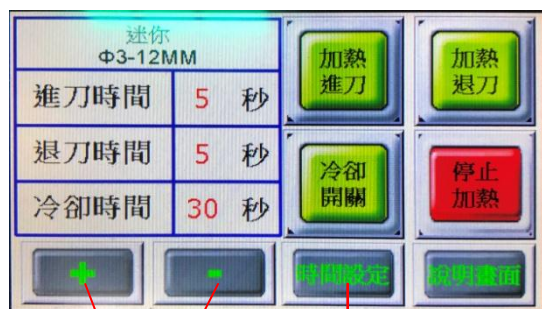 迷你
Φ3-12MM
進刀時間 5 秒
退刀時間 5 秒
冷卻時間 30 秒
加熱
進刀
加熱
退刀
冷卻
開關
停止
加熱
+ - 時間設定 說明畫面